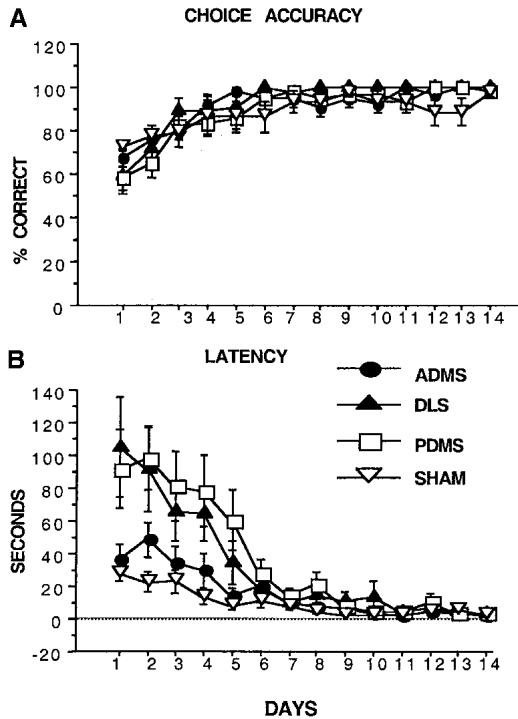 A
CHOICE ACCURACY
120
100
80
60
40
20
0
% CORRECT
1 2 3 4 5 6 7 8 9 10 11 12 13 14
B
LATENCY
ADMS
DLS
PDMS
SHAM
140
120
100
80
60
40
20
0
-20
SECONDS
1 2 3 4 5 6 7 8 9 10 11 12 13 14
DAYS